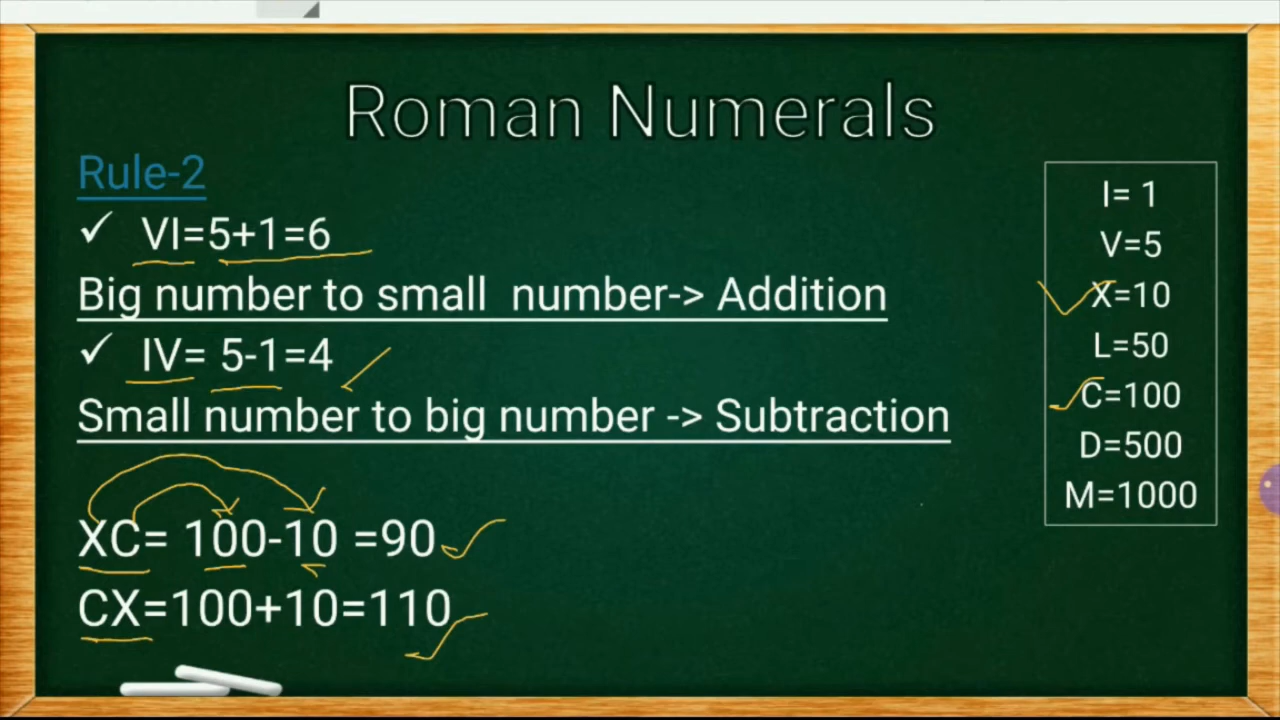 Roman Numerals
Rule-2
✓ VI=5+1=6
Big number to small number-> Addition
✓ IV= 5-1=4
Small number to big number -> Subtraction
XC= 100-10 =90
CX=100+10=110
I= 1
V=5
X=10
L=50
C=100
D=500
M=1000